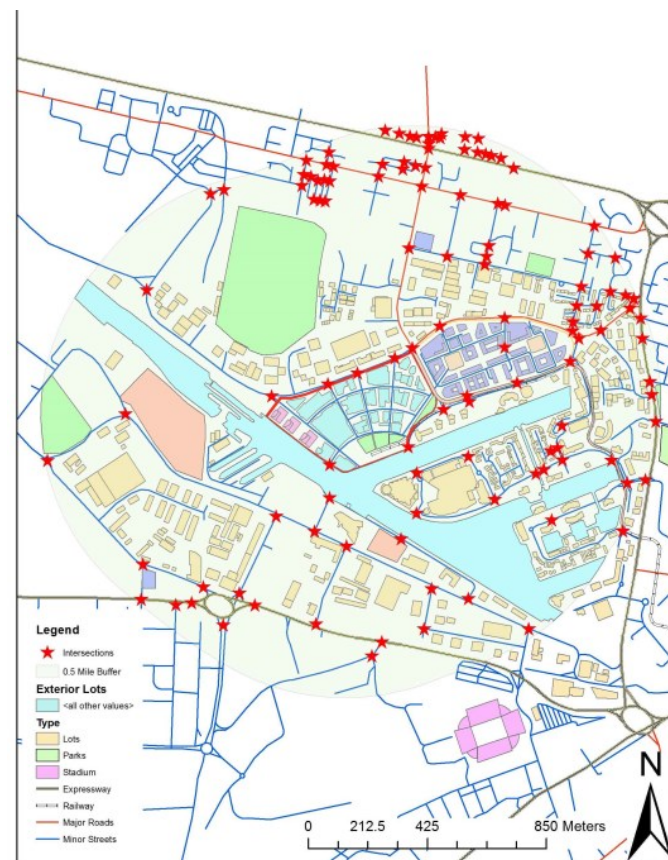 Legend
Intersections
0.5 Mile Buffer
Exterior Lots
<all other values>
Type
Lots
Parks
Stadium
Expressway
Railway
Major Roads
Minor Streets
N
0 212.5 425 850 Meters